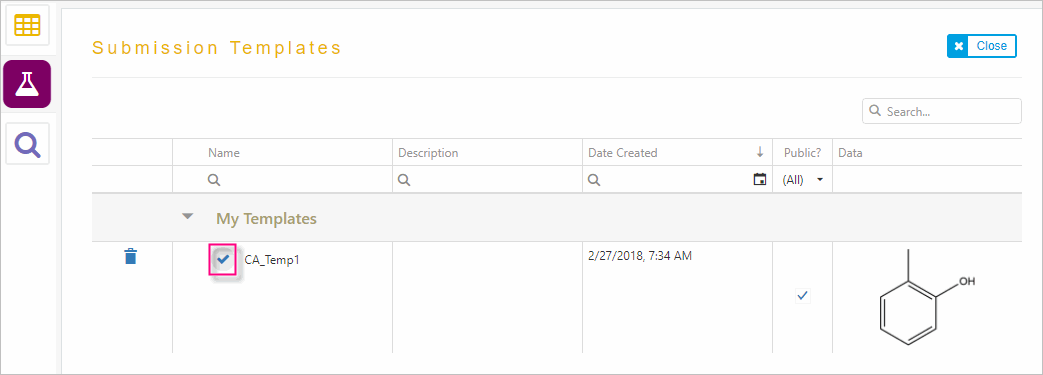 Submission Templates
Close
Search...
Name Description Date Created Public? Data
(All)
My Templates
CA_Temp1 2/27/2018, 7:34 AM
OH